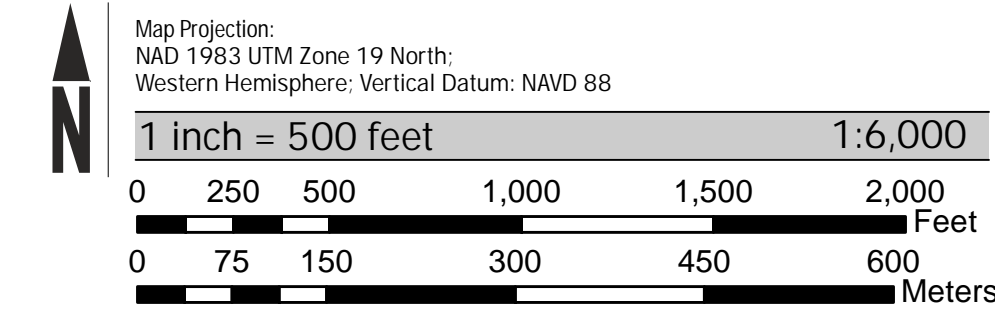 N
Map Projection:
NAD 1983 UTM Zone 19 North;
Western Hemisphere; Vertical Datum: NAVD 88
1 inch = 500 feet 1:6,000
0 250 500 1,000 1,500 2,000
Feet
0 75 150 300 450 600
Meters